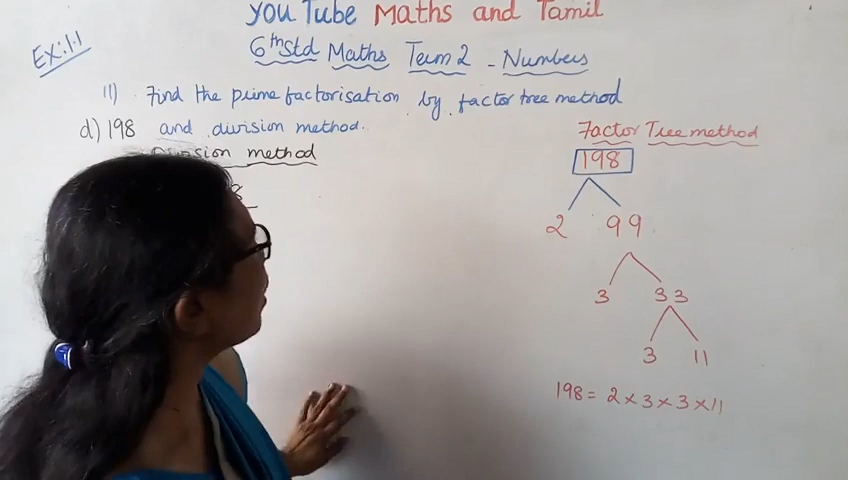 You Tube Maths and Tamil
Ex:1.1
6th Std Maths Term 2 - Numbers
11) Find the prime factorisation by factor tree method
d) 198 and division method.
Division method
Factor Tree method
198
2 99
3 33
3 11
198 = 2 × 3 × 3 × 11